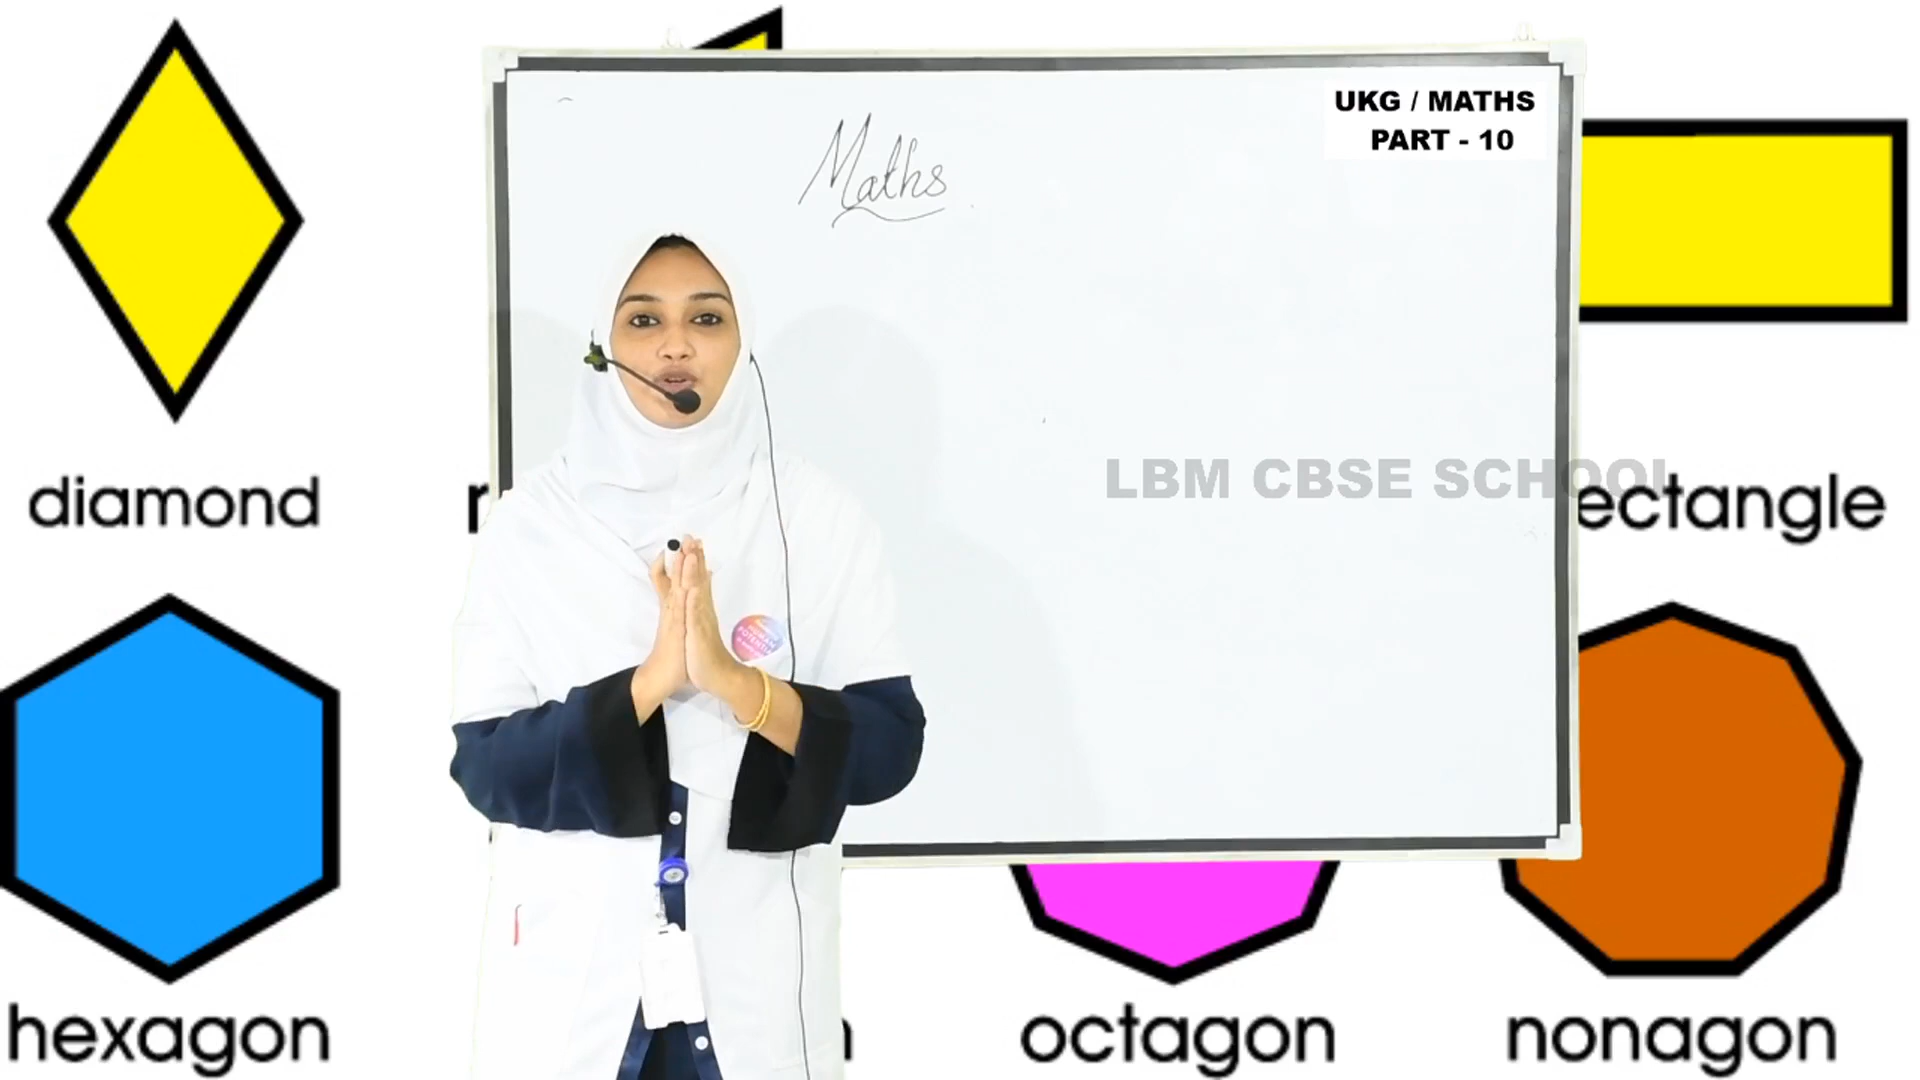 UKG / MATHS
PART - 10
Maths
LBM CBSE SCHOOL
diamond
ectangle
hexagon
octagon
nonagon